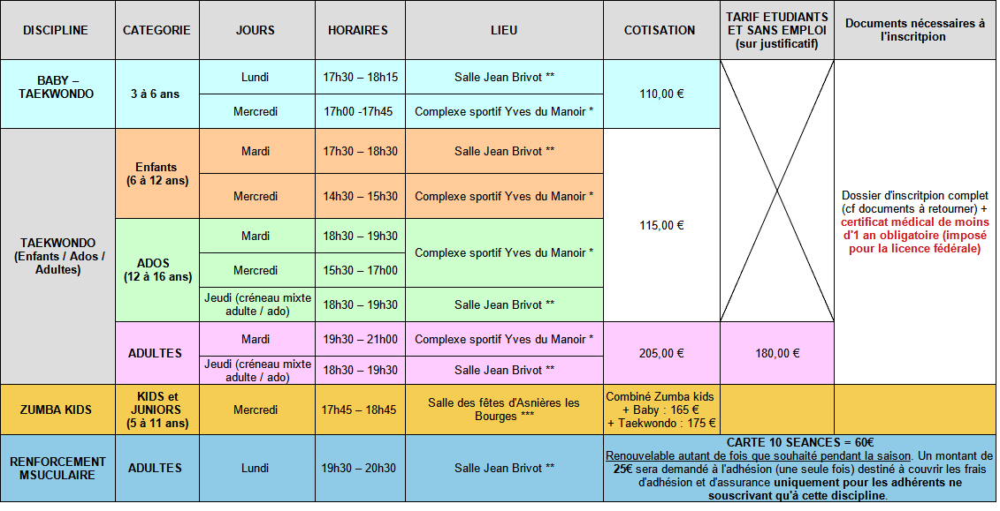 DISCIPLINE
CATEGORIE
JOURS
HORAIRES
LIEU
COTISATION
TARIF ETUDIANTS
ET SANS EMPLOI
(sur justificatif)
Documents nécessaires à
l'inscritpion
BABY –
TAEKWONDO
3 à 6 ans
Lundi
17h30 – 18h15
Salle Jean Brivot **
Mercredi
17h00 -17h45
Complexe sportif Yves du Manoir *
110,00 €
TAEKWONDO
(Enfants / Ados /
Adultes)
Enfants
(6 à 12 ans)
Mardi
17h30 – 18h30
Salle Jean Brivot **
Mercredi
14h30 – 15h30
Complexe sportif Yves du Manoir *
ADOS
(12 à 16 ans)
Mardi
18h30 – 19h30
Mercredi
15h30 – 17h00
Complexe sportif Yves du Manoir *
Jeudi (créneau mixte
adulte / ado)
18h30 – 19h30
Salle Jean Brivot **
115,00 €
ADULTES
Mardi
19h30 – 21h00
Complexe sportif Yves du Manoir *
Jeudi (créneau mixte
adulte / ado)
18h30 – 19h30
Salle Jean Brivot **
205,00 €
180,00 €
Dossier d'inscritpion complet
(cf documents à retourner) +
certificat médical de moins
d'1 an obligatoire (imposé
pour la licence fédérale)
ZUMBA KIDS
KIDS et
JUNIORS
(5 à 11 ans)
Mercredi
17h45 – 18h45
Salle des fêtes d'Asnières les
Bourges ***
Combiné Zumba kids
+ Baby : 165 €
+ Taekwondo : 175 €
RENFORCEMENT
MSUCULAIRE
ADULTES
Lundi
19h30 – 20h30
Salle Jean Brivot **
CARTE 10 SEANCES = 60€
Renouvelable autant de fois que souhaité pendant la saison. Un montant de
25€ sera demandé à l'adhésion (une seule fois) destiné à couvrir les frais
d'adhésion et d'assurance uniquement pour les adhérents ne
souscrivant qu'à cette discipline.